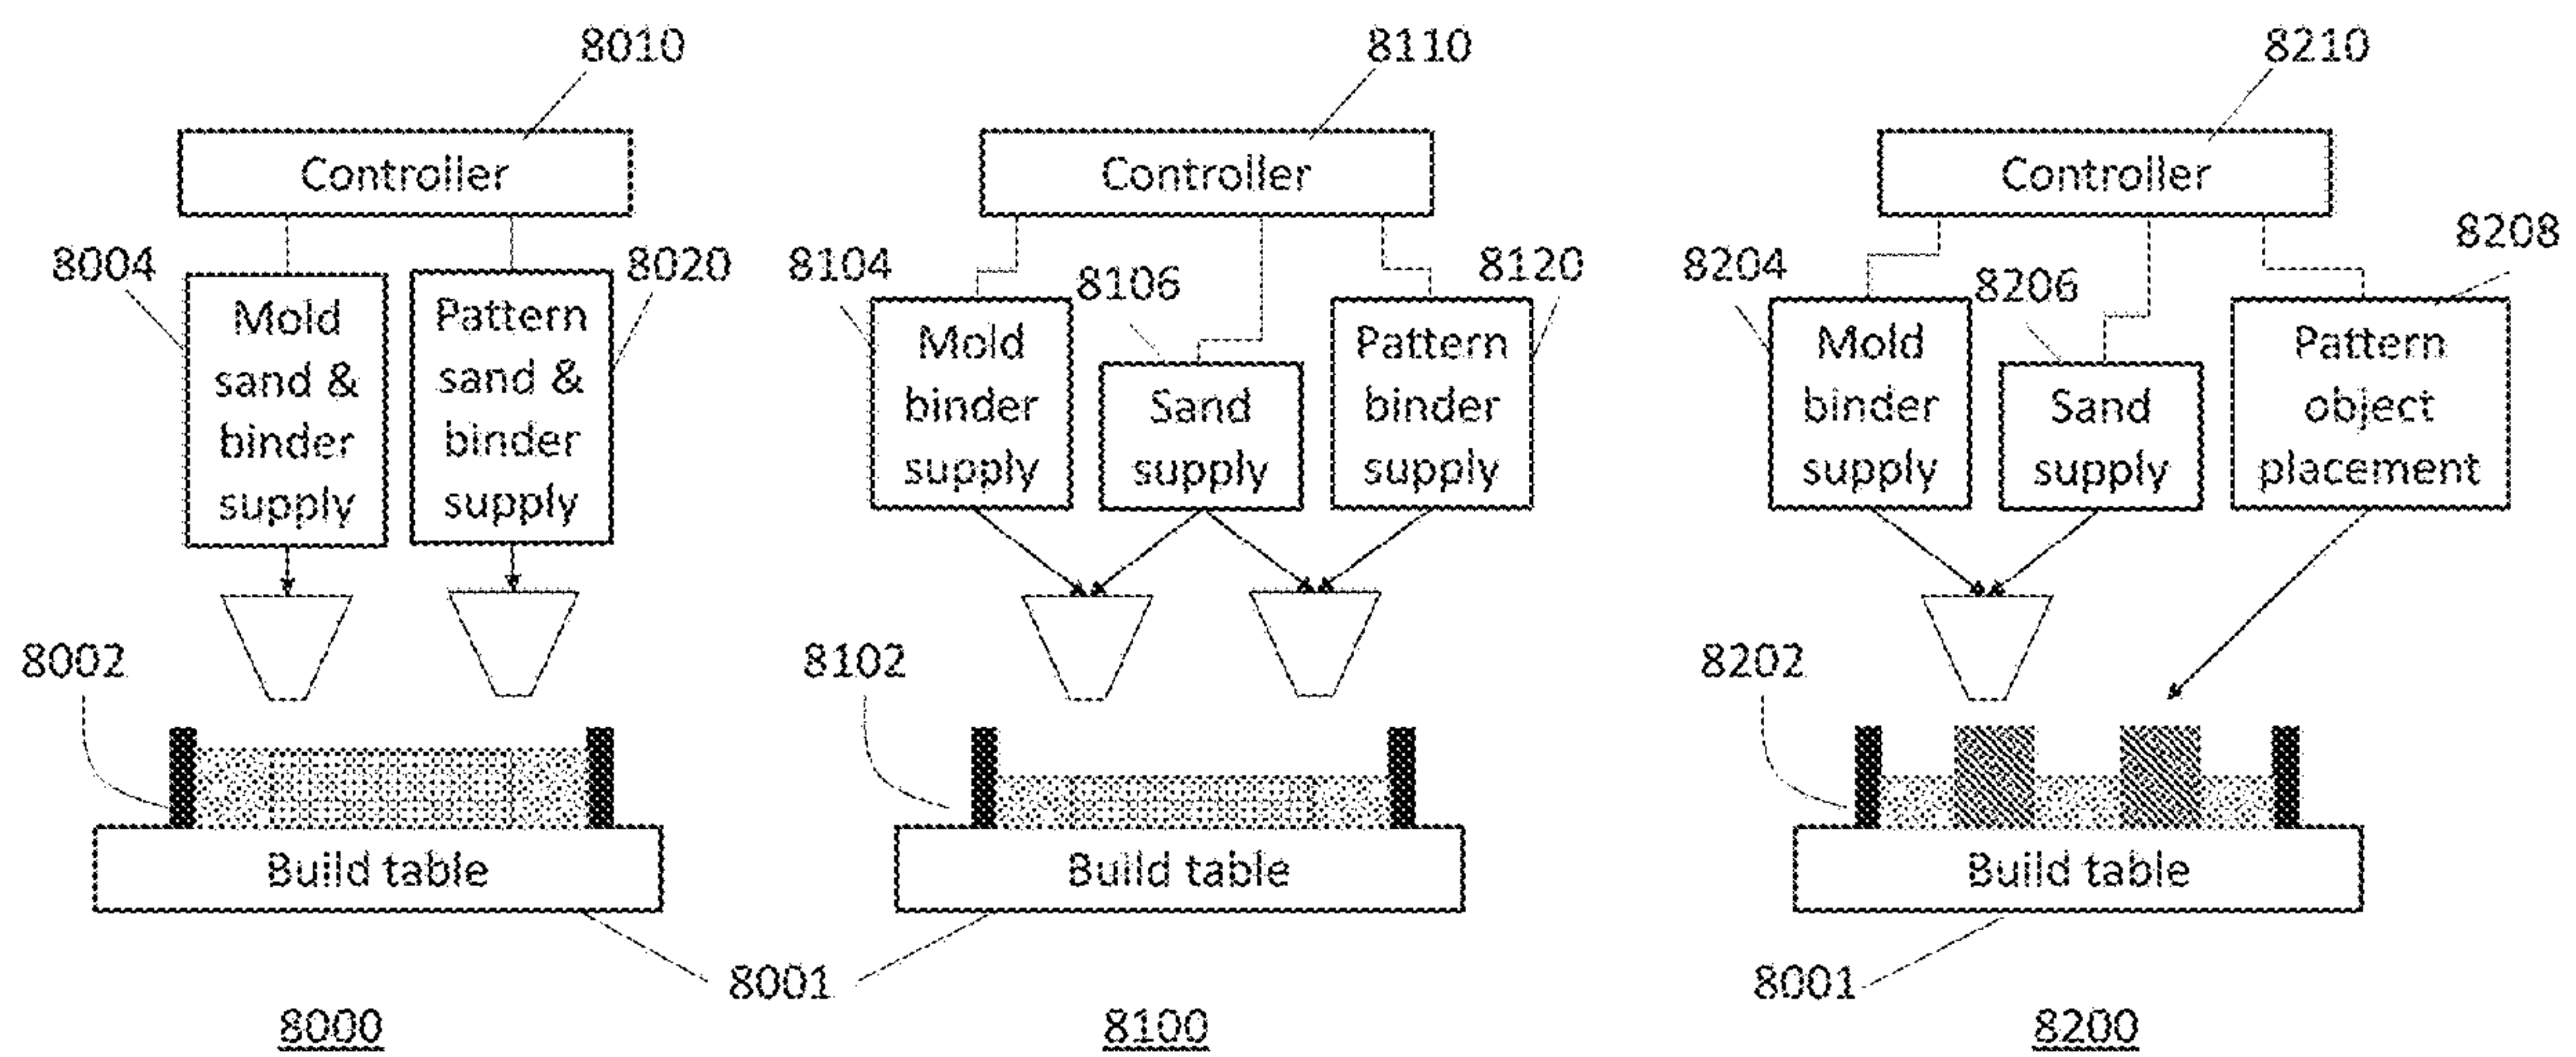 8010
8110
8210
Controller
Controller
Controller
8004
8020
8104
8106
8120
8204
8206
8208
Mold
sand &
binder
supply
Pattern
sand &
binder
supply
Mold
binder
supply
Sand
supply
Pattern
binder
supply
Mold
binder
supply
Sand
supply
Pattern
object
placement
8002
8102
8202
Build table
Build table
Build table
8001
8001
8000
8100
8200